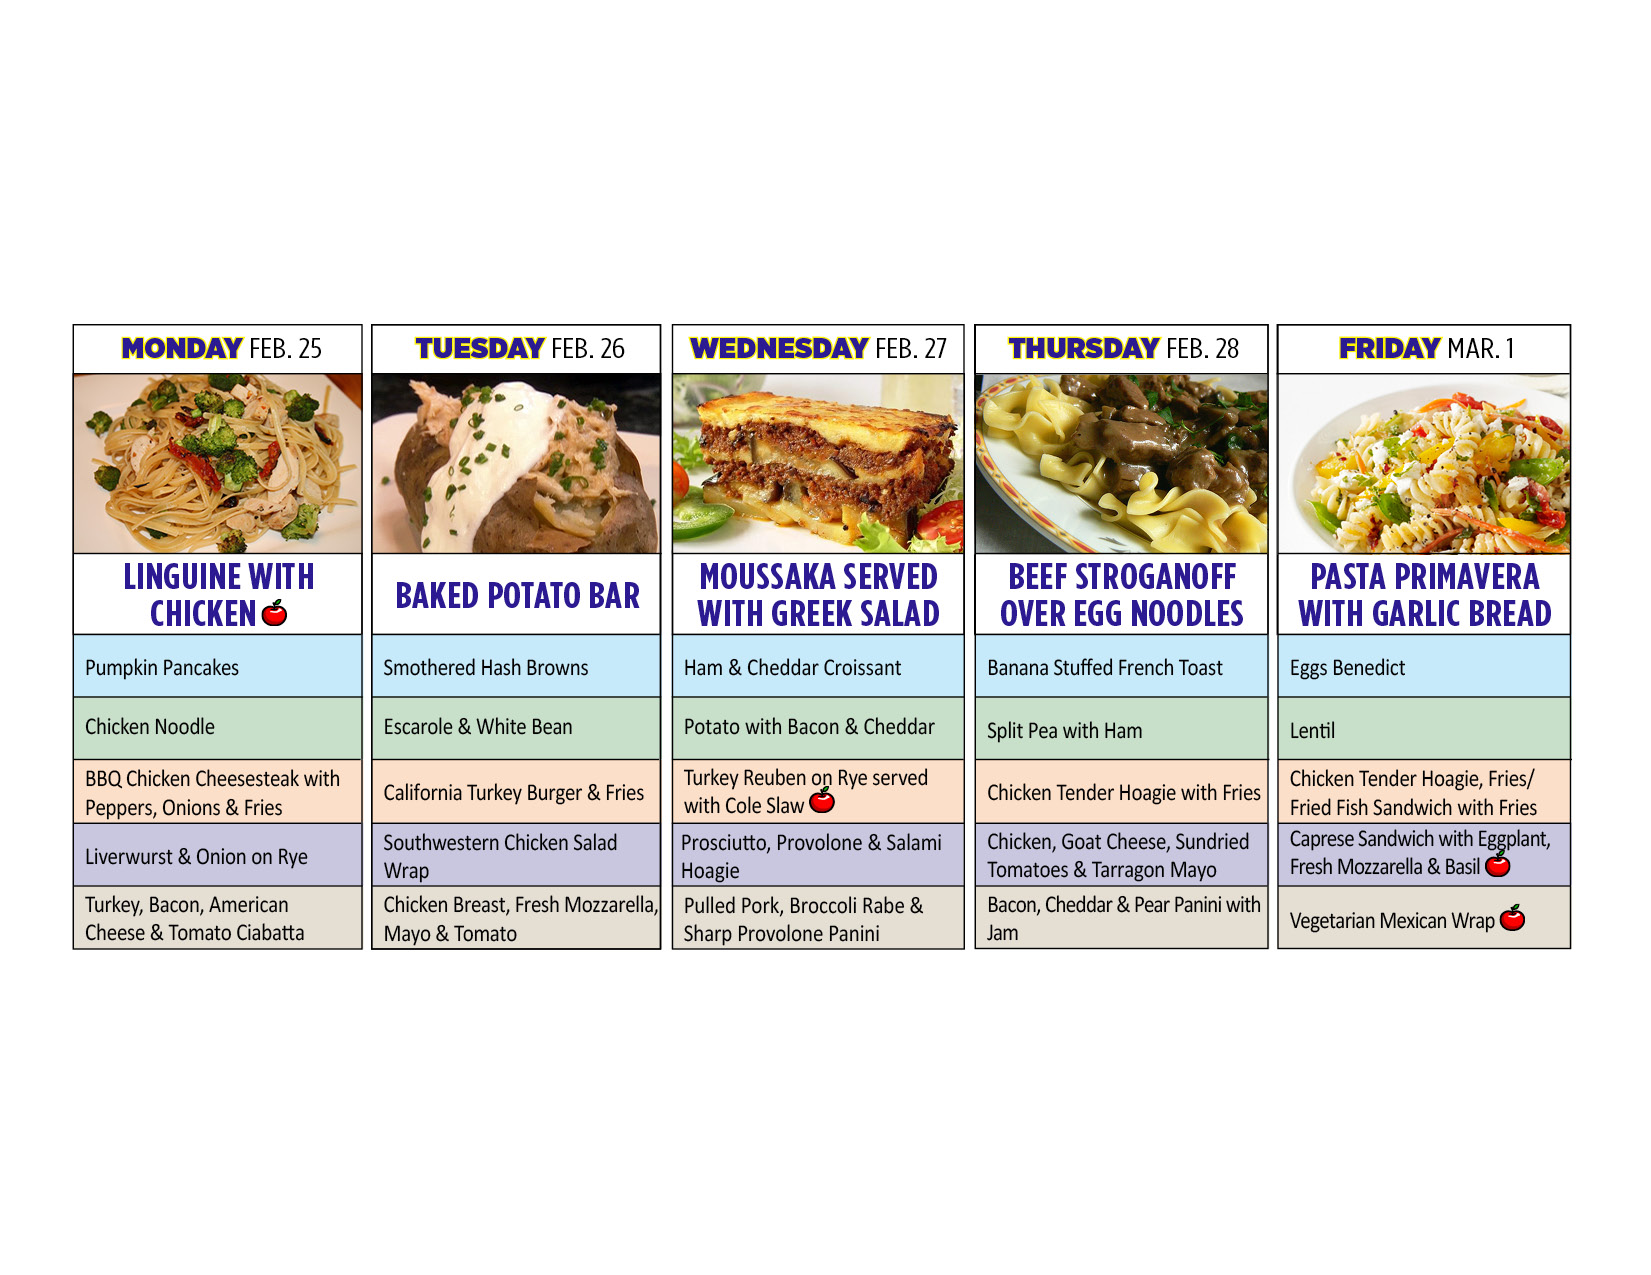 MONDAY FEB. 25
LINGUINE WITH
CHICKEN
Pumpkin Pancakes
Chicken Noodle
BBQ Chicken Cheesesteak with
Peppers, Onions & Fries
Liverwurst & Onion on Rye
Turkey, Bacon, American
Cheese & Tomato Ciabatta
TUESDAY FEB. 26
BAKED POTATO BAR
Smothered Hash Browns
Escarole & White Bean
California Turkey Burger & Fries
Southwestern Chicken Salad
Wrap
Chicken Breast, Fresh Mozzarella,
Mayo & Tomato
WEDNESDAY FEB. 27
MOUSSAKA SERVED
WITH GREEK SALAD
Ham & Cheddar Croissant
Potato with Bacon & Cheddar
Turkey Reuben on Rye served
with Cole Slaw
Prosciutto, Provolone & Salami
Hoagie
Pulled Pork, Broccoli Rabe &
Sharp Provolone Panini
THURSDAY FEB. 28
BEEF STROGANOFF
OVER EGG NOODLES
Banana Stuffed French Toast
Split Pea with Ham
Chicken Tender Hoagie with Fries
Chicken, Goat Cheese, Sundried
Tomatoes & Tarragon Mayo
Bacon, Cheddar & Pear Panini with
Jam
FRIDAY MAR. 1
PASTA PRIMAVERA
WITH GARLIC BREAD
Eggs Benedict
Lentil
Chicken Tender Hoagie, Fries/
Fried Fish Sandwich with Fries
Caprese Sandwich with Eggplant,
Fresh Mozzarella & Basil
Vegetarian Mexican Wrap